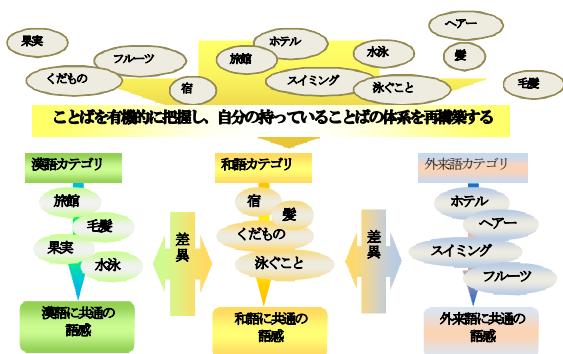 果実
フルーツ
くだもの
宿
旅館
ホテル
スイミング
水泳
泳ぐこと
ヘアー
髪
毛髪
ことばを有機的に把握し、自分の持っていることばの体系を再構築する
漢語カテゴリ
和語カテゴリ
外来語カテゴリ
旅館
毛髪
果実
水泳
差異
宿
髪
くだもの
泳ぐこと
差異
ホテル
ヘアー
スイミング
フルーツ
漢語に共通の
語感
和語に共通の
語感
外来語に共通の
語感